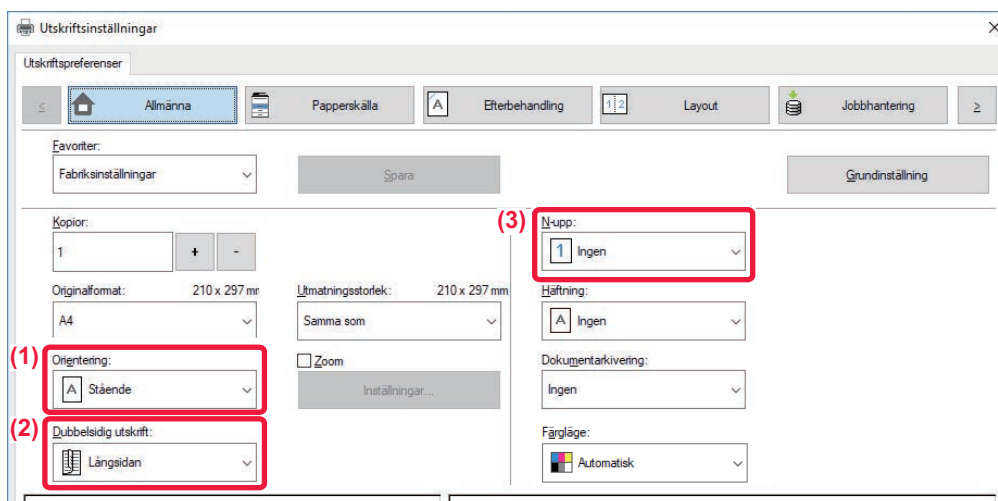 Utskriftsinställningar
Utskriftspreferenser
< Allmänna Papperskälla A Efterbehandling 1 2 Layout Jobbhantering >
Favoriter:
Fabriksinställningar Spara Grundinställning
Kopior: (3) N-upp:
1 + - 1 Ingen
Originalformat: 210 x 297 mm Utmatningsstorlek: 210 x 297 mm Häftning:
A4 Samma som A Ingen
(1) Orientering: Zoom Dokumentarkivering:
A Stående Inställningar... Ingen
(2) Dubbelsidig utskrift: Färgläge:
Långsidan Automatisk